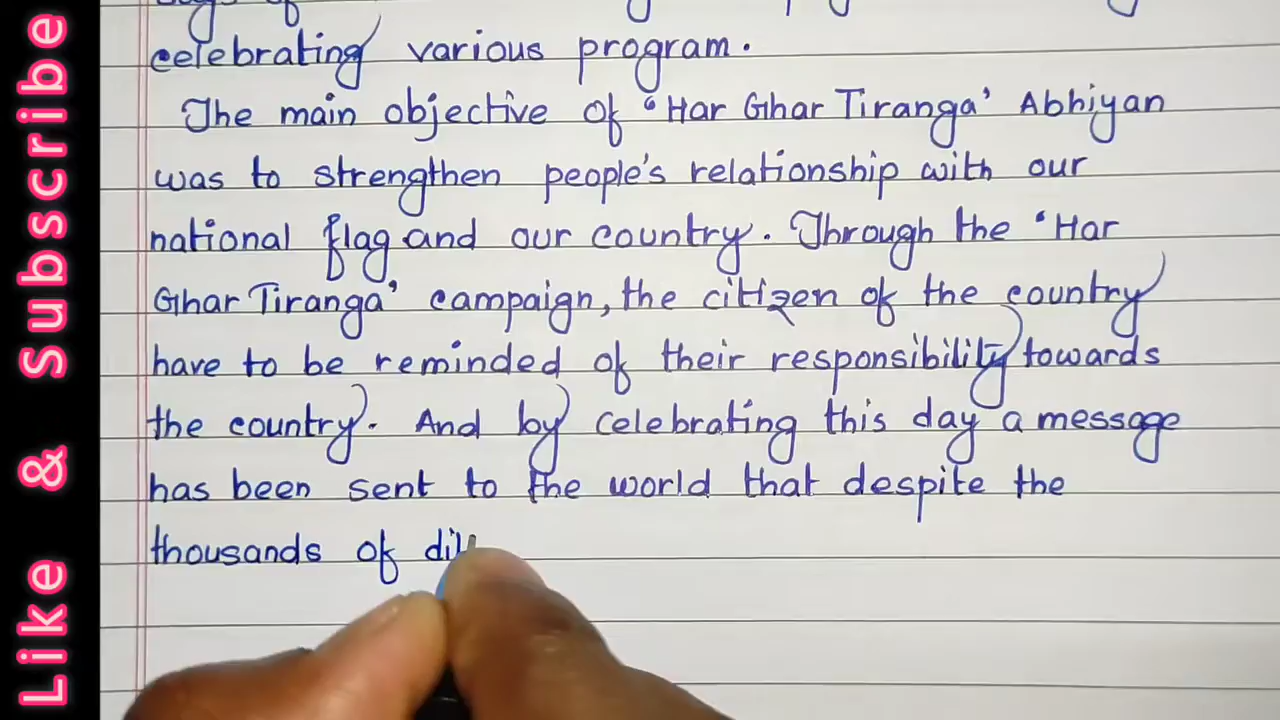 celebrating various program.
The main objective of 'Har Ghar Tiranga' Abhiyan
was to strengthen people's relationship with our
national flag and our country. Through the 'Har
Ghar Tiranga' campaign, the citizen of the country
have to be reminded of their responsibility towards
the country. And by celebrating this day a message
has been sent to the world that despite the
thousands of
Like & Subscribe